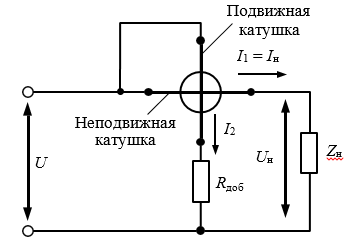 Подвижная
катушка
I1 = Iн
Неподвижная
катушка
I2
U
Uн
Zн
Rдоб